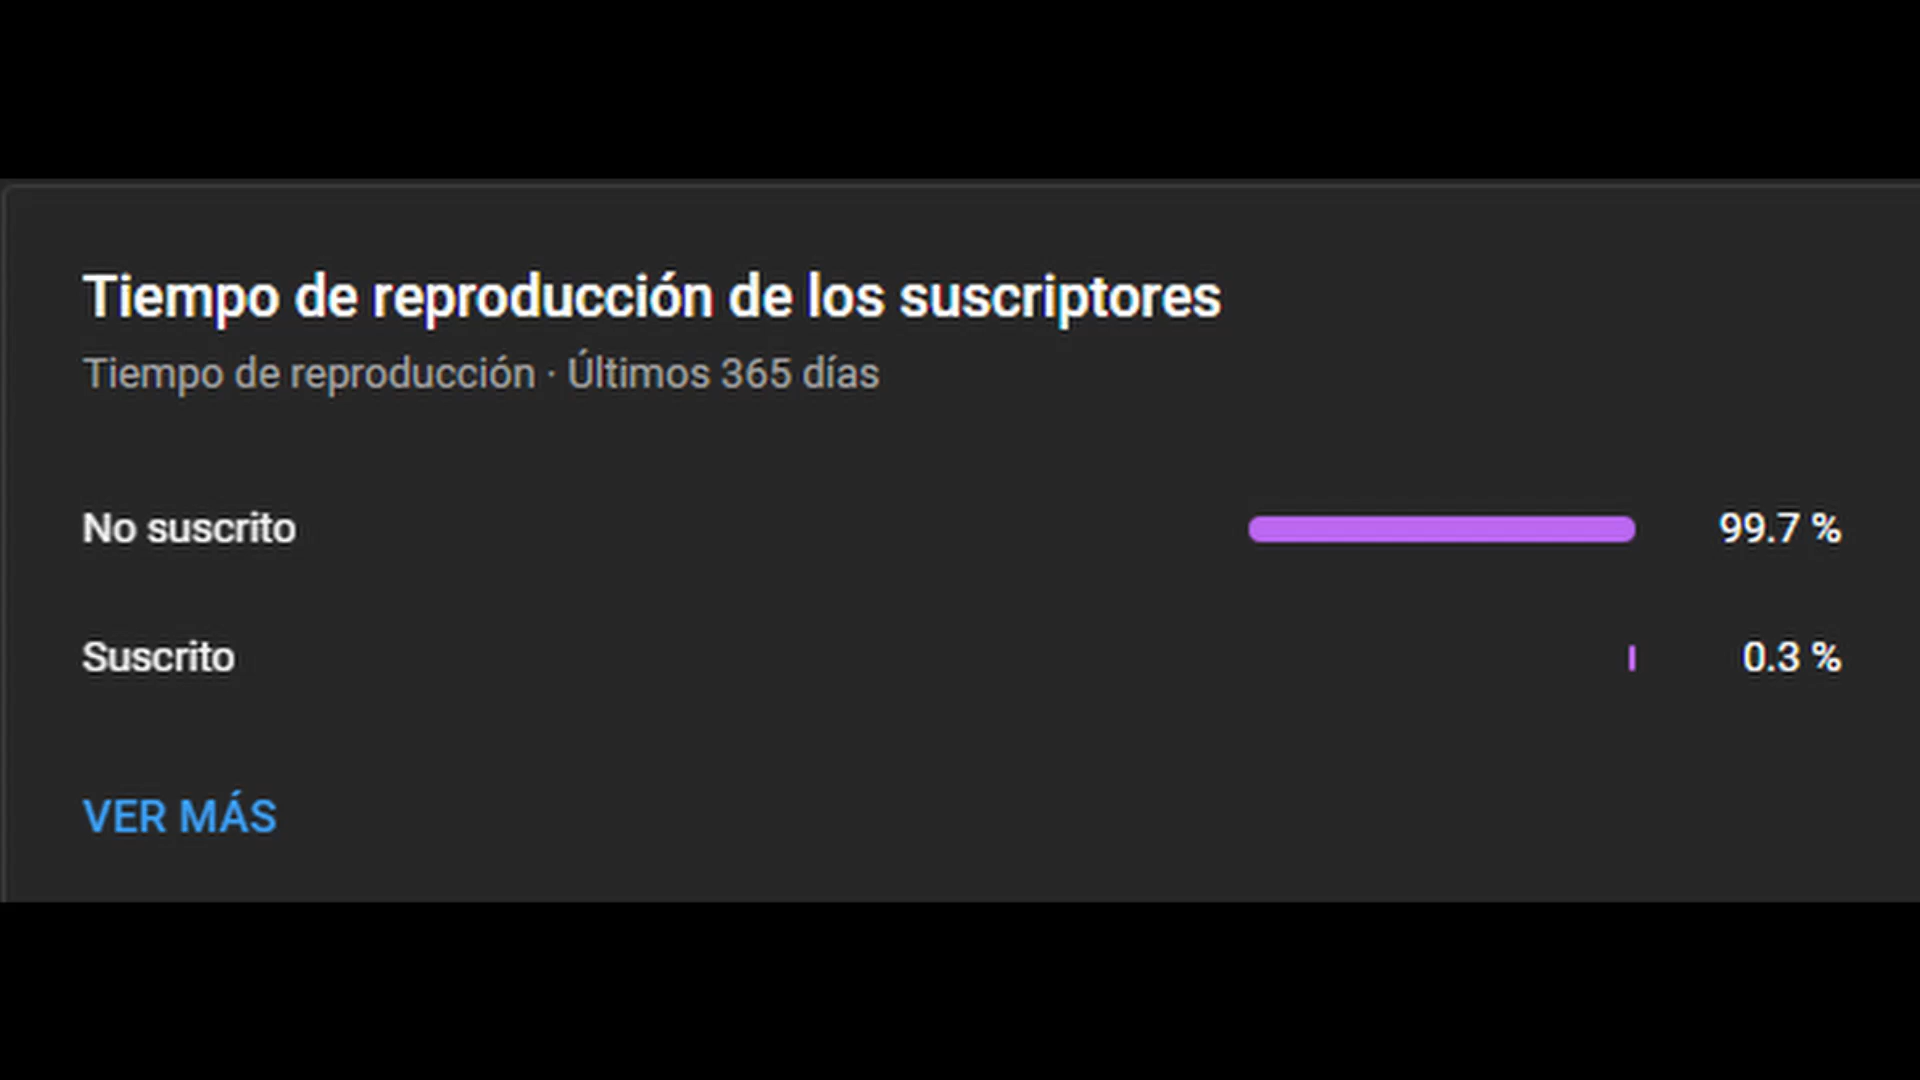 Tiempo de reproducción de los suscriptores
Tiempo de reproducción · Últimos 365 días
No suscrito 99.7 %
Suscrito 0.3 %
VER MÁS